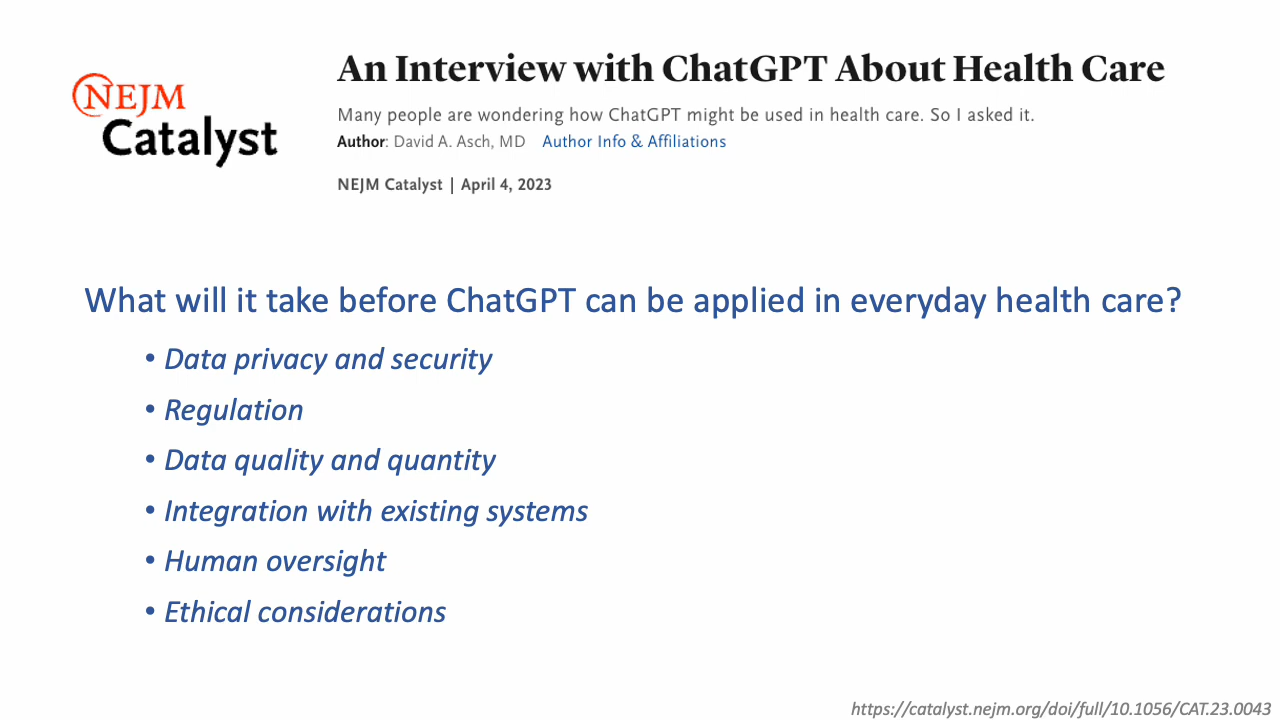 NEJM
Catalyst
An Interview with ChatGPT About Health Care
Many people are wondering how ChatGPT might be used in health care. So I asked it.
Author: David A. Asch, MD Author Info & Affiliations
NEJM Catalyst | April 4, 2023
What will it take before ChatGPT can be applied in everyday health care?
• Data privacy and security
• Regulation
• Data quality and quantity
• Integration with existing systems
• Human oversight
• Ethical considerations
https://catalyst.nejm.org/doi/full/10.1056/CAT.23.0043